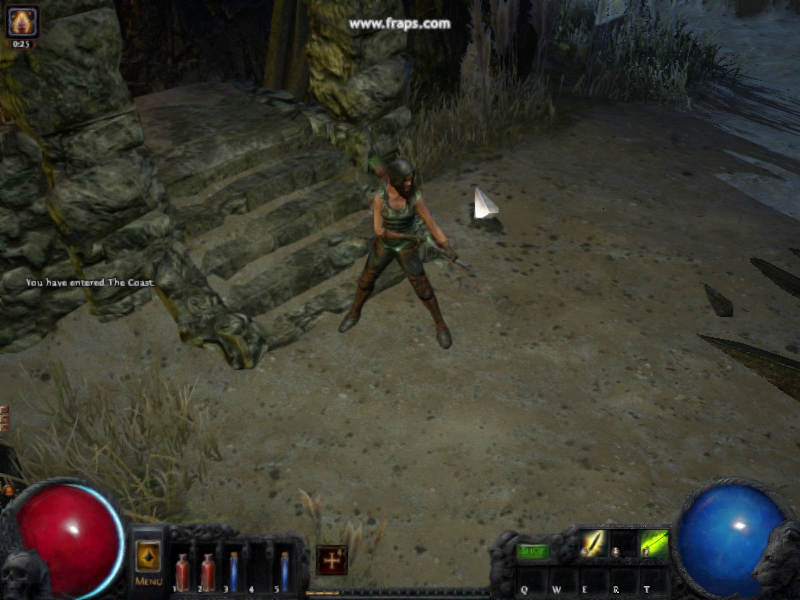 www.fraps.com
0:25
You have entered The Coast
MENU
SHOP
1 2 3 4 5
Q W E R T